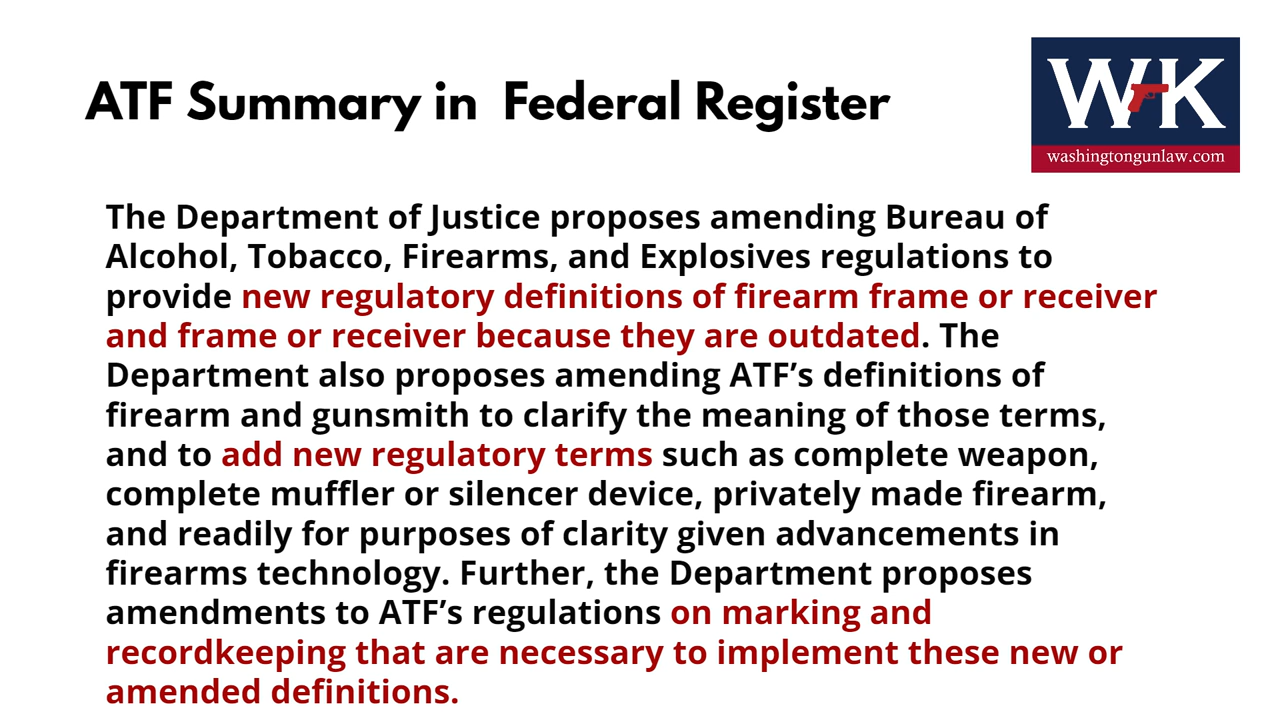 ATF Summary in Federal Register
WK
washingtongunlaw.com
The Department of Justice proposes amending Bureau of
Alcohol, Tobacco, Firearms, and Explosives regulations to
provide new regulatory definitions of firearm frame or receiver
and frame or receiver because they are outdated. The
Department also proposes amending ATF’s definitions of
firearm and gunsmith to clarify the meaning of those terms,
and to add new regulatory terms such as complete weapon,
complete muffler or silencer device, privately made firearm,
and readily for purposes of clarity given advancements in
firearms technology. Further, the Department proposes
amendments to ATF’s regulations on marking and
recordkeeping that are necessary to implement these new or
amended definitions.